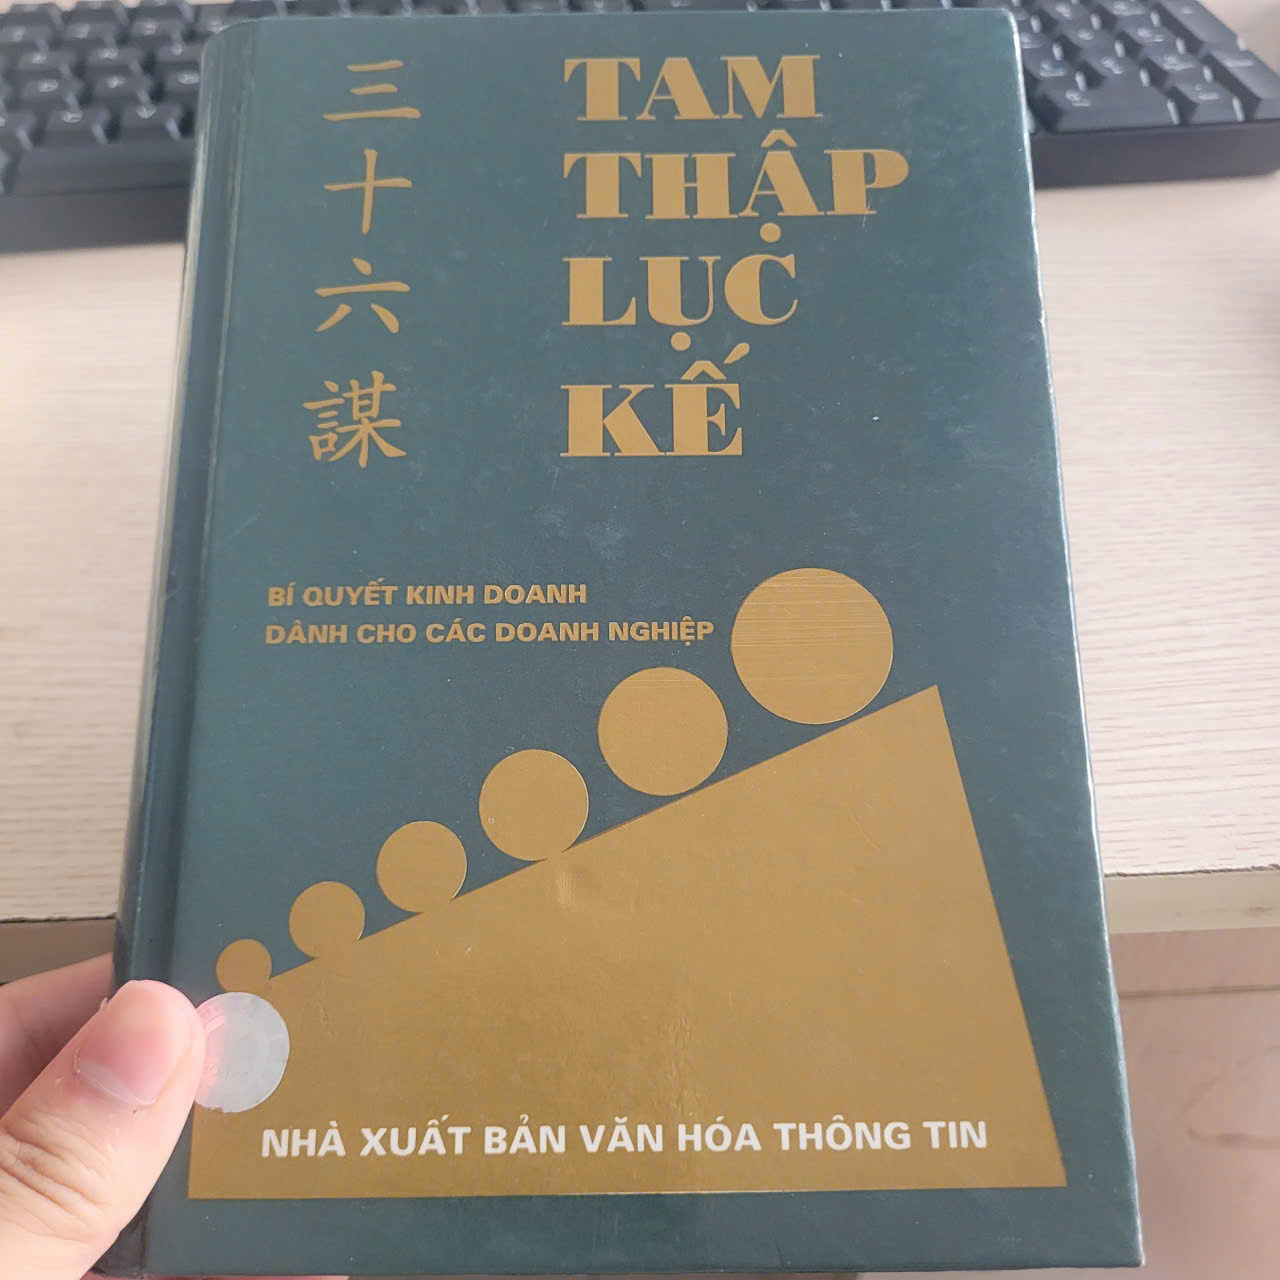 三十六謀
TAM
THẬP
LỤC
KẾ
BÍ QUYẾT KINH DOANH
DÀNH CHO CÁC DOANH NGHIỆP
NHÀ XUẤT BẢN VĂN HÓA THÔNG TIN